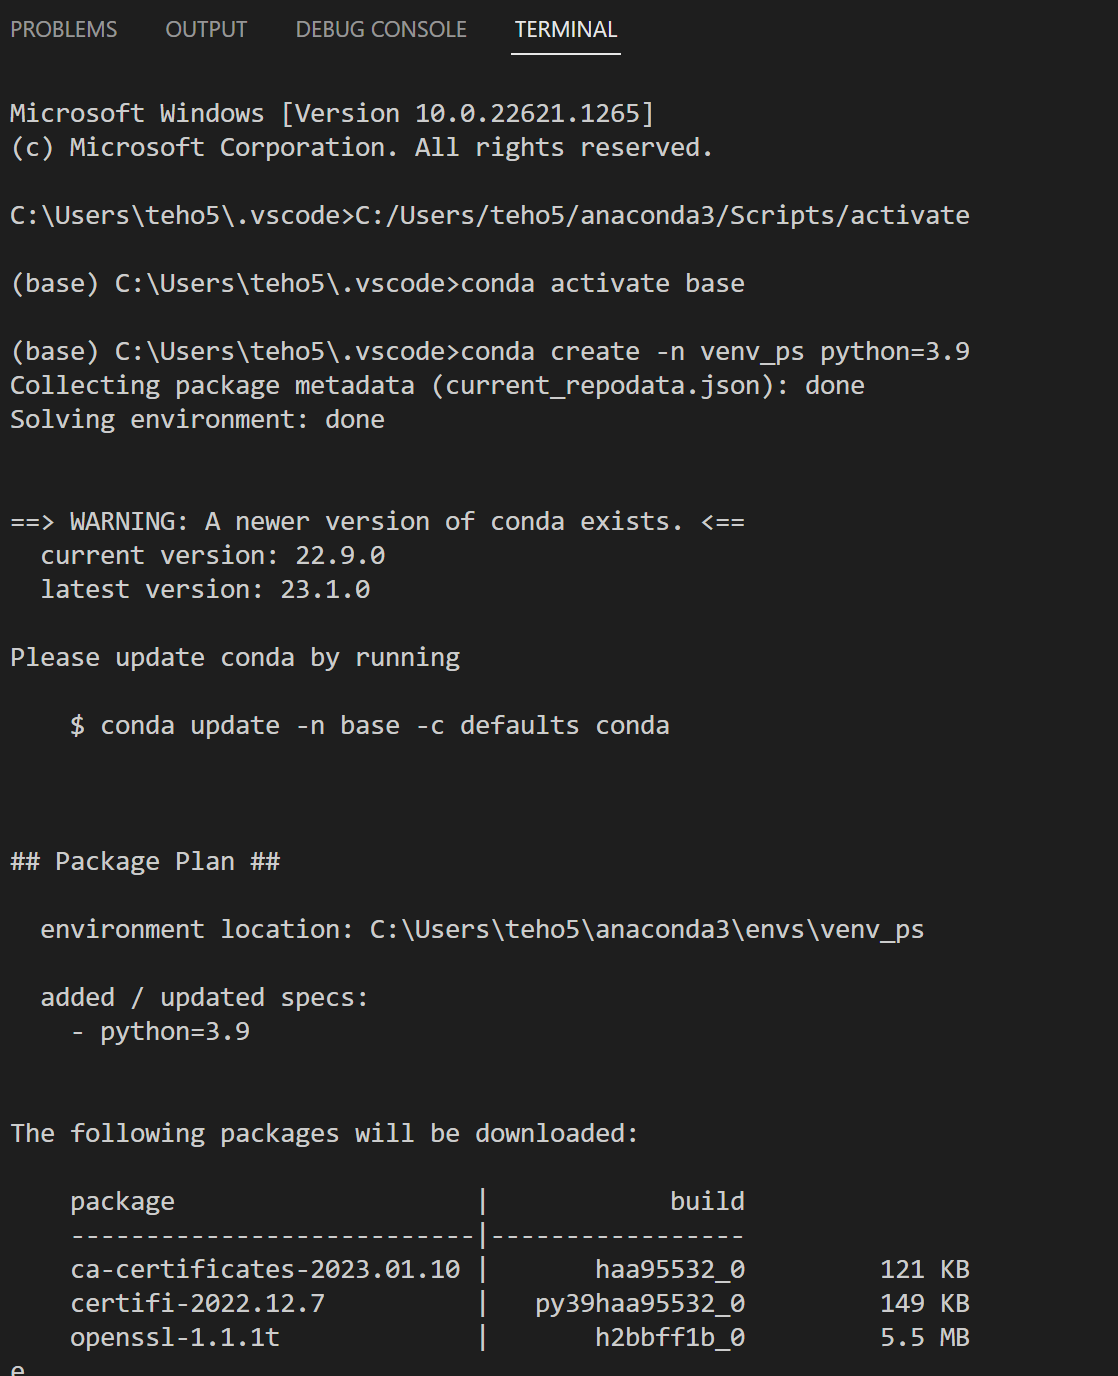 PROBLEMS OUTPUT DEBUG CONSOLE TERMINAL
Microsoft Windows [Version 10.0.22621.1265]
(c) Microsoft Corporation. All rights reserved.
C:\Users\teho5\.vscode>C:/Users/teho5/anaconda3/Scripts/activate
(base) C:\Users\teho5\.vscode>conda activate base
(base) C:\Users\teho5\.vscode>conda create -n venv_ps python=3.9
Collecting package metadata (current_repodata.json): done
Solving environment: done
==> WARNING: A newer version of conda exists. <==
  current version: 22.9.0
  latest version: 23.1.0
Please update conda by running
    $ conda update -n base -c defaults conda
## Package Plan ##
  environment location: C:\Users\teho5\anaconda3\envs\venv_ps
  added / updated specs:
    - python=3.9
The following packages will be downloaded:
    package                    |            build
    ---------------------------|-----------------
    ca-certificates-2023.01.10 |       haa95532_0         121 KB
    certifi-2022.12.7          |   py39haa95532_0         149 KB
    openssl-1.1.1t             |       h2bbff1b_0         5.5 MB
e